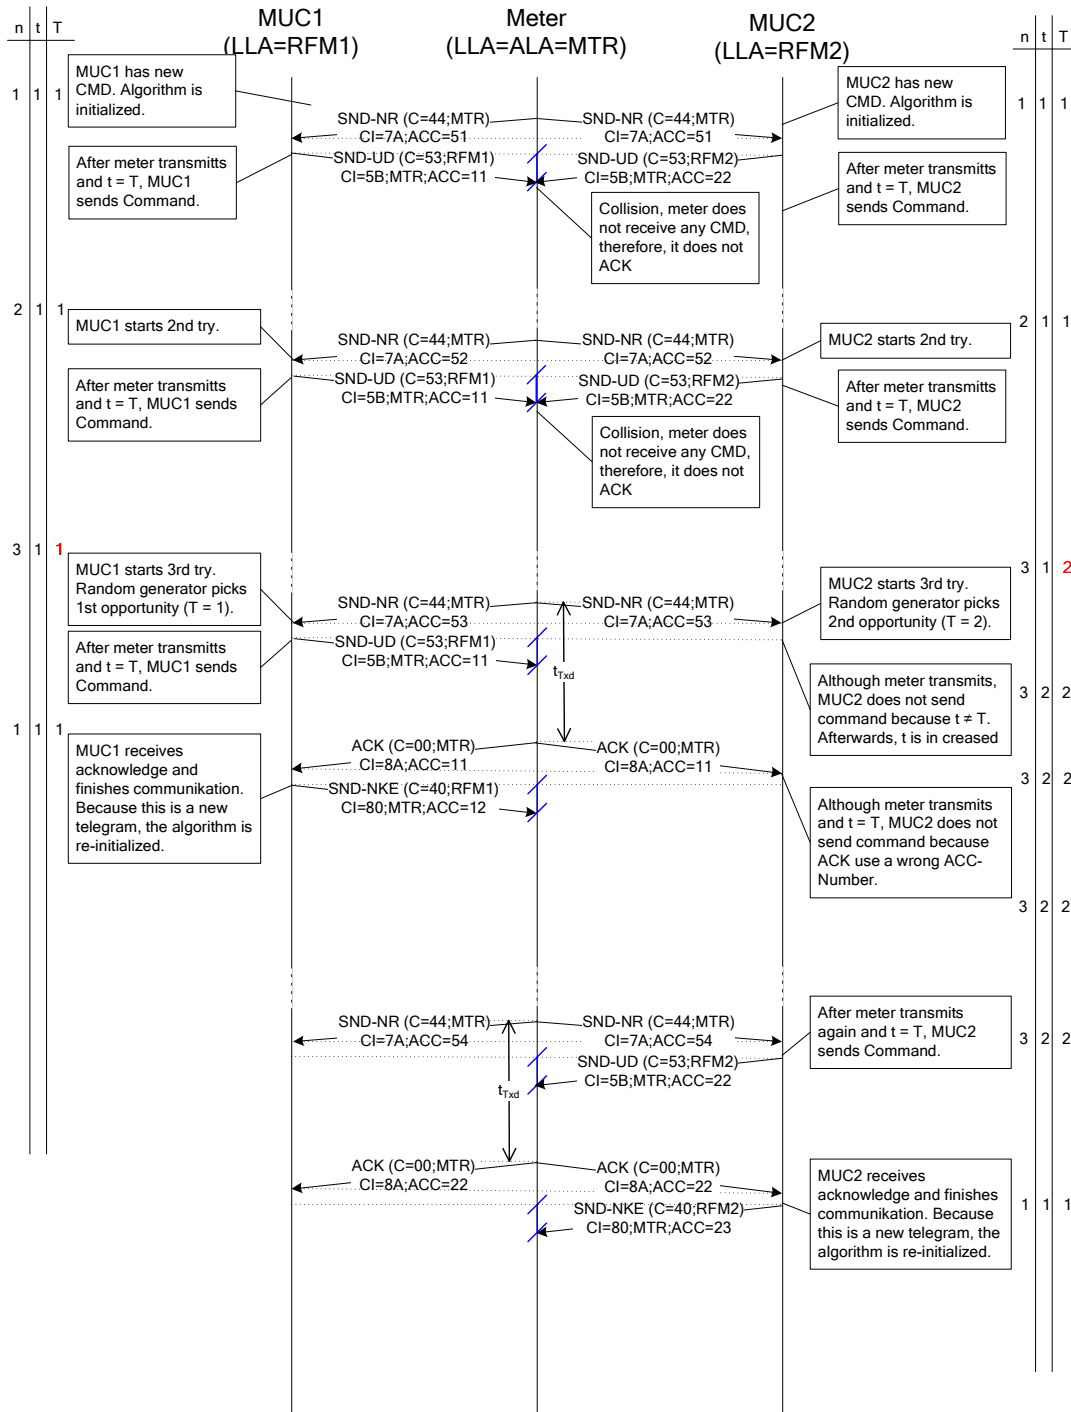 MUC1
(LLA=RFM1)
Meter
(LLA=ALA=MTR)
MUC2
(LLA=RFM2)
n t T
n t T
MUC1 has new
CMD. Algorithm is
initialized.
1 1 1
MUC2 has new
CMD. Algorithm is
initialized.
1 1 1
SND-NR (C=44;MTR)
CI=7A;ACC=51
SND-NR (C=44;MTR)
CI=7A;ACC=51
After meter transmitts
and t = T, MUC1
sends Command.
SND-UD (C=53;RFM1)
CI=5B;MTR;ACC=11
SND-UD (C=53;RFM2)
CI=5B;MTR;ACC=22
After meter transmitts
and t = T, MUC2
sends Command.
Collision, meter does
not receive any CMD,
therefore, it does not
ACK
2 1 1
MUC1 starts 2nd try.
2 1 1
MUC2 starts 2nd try.
SND-NR (C=44;MTR)
CI=7A;ACC=52
SND-NR (C=44;MTR)
CI=7A;ACC=52
After meter transmitts
and t = T, MUC1 sends
Command.
SND-UD (C=53;RFM1)
CI=5B;MTR;ACC=11
SND-UD (C=53;RFM2)
CI=5B;MTR;ACC=22
After meter transmitts
and t = T, MUC2
sends Command.
Collision, meter does
not receive any CMD,
therefore, it does not
ACK
3 1 1
MUC1 starts 3rd try.
Random generator picks
1st opportunity (T = 1).
3 1 2
MUC2 starts 3rd try.
Random generator picks
2nd opportunity (T = 2).
SND-NR (C=44;MTR)
CI=7A;ACC=53
SND-NR (C=44;MTR)
CI=7A;ACC=53
After meter transmitts
and t = T, MUC1 sends
Command.
SND-UD (C=53;RFM1)
CI=5B;MTR;ACC=11
tTxd
Although meter transmits,
MUC2 does not send
command because t ≠ T.
Afterwards, t is in creased
3 2 2
1 1 1
MUC1 receives
acknowledge and
finishes communikation.
Because this is a new
telegram, the algorithm is
re-initialized.
ACK (C=00;MTR)
CI=8A;ACC=11
ACK (C=00;MTR)
CI=8A;ACC=11
3 2 2
SND-NKE (C=40;RFM1)
CI=80;MTR;ACC=12
Although meter transmits
and t = T, MUC2 does not
send command because
ACK use a wrong ACC-
Number.
3 2 2
SND-NR (C=44;MTR)
CI=7A;ACC=54
SND-NR (C=44;MTR)
CI=7A;ACC=54
After meter transmits
again and t = T, MUC2
sends Command.
3 2 2
SND-UD (C=53;RFM2)
CI=5B;MTR;ACC=22
tTxd
ACK (C=00;MTR)
CI=8A;ACC=22
ACK (C=00;MTR)
CI=8A;ACC=22
SND-NKE (C=40;RFM2)
CI=80;MTR;ACC=23
MUC2 receives
acknowledge and finishes
communikation. Because
this is a new telegram, the
algorithm is re-initialized.
1 1 1